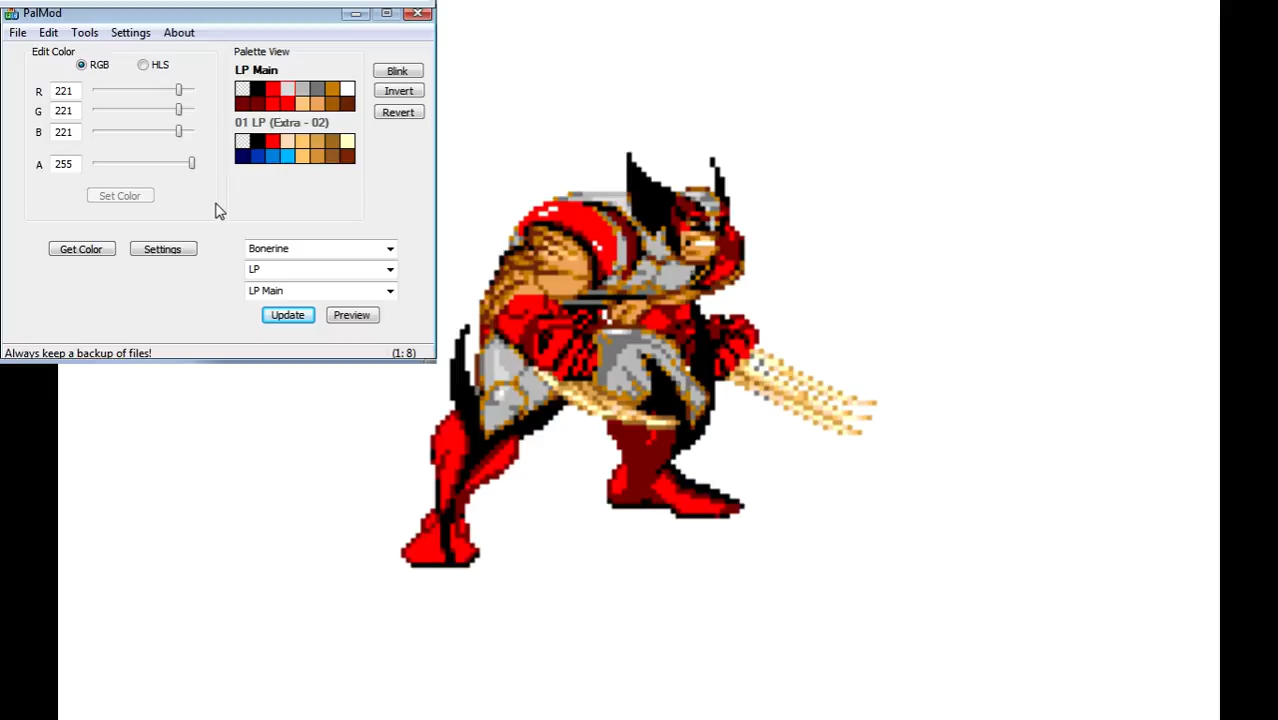 PalMod
File Edit Tools Settings About
Edit Color
RGB HLS
R 221
G 221
B 221
A 255
Set Color
Get Color Settings
Palette View
LP Main
01 LP (Extra - 02)
Blink
Invert
Revert
Bonerine
LP
LP Main
Update Preview
Always keep a backup of files! (1: 8)